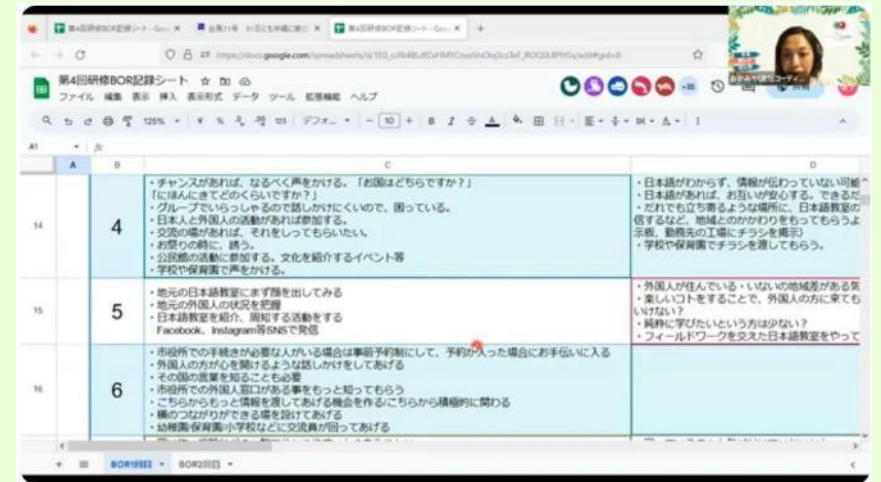 第4回研修BOR記録シート
ファイル 編集 表示 挿入 表示形式 データ ツール 拡張機能 ヘルプ
125%
10
A1
A B C D
14
4
・チャンスがあれば、なるべく声をかける。「お国はどちらですか?」
「にほんにきてどのくらいですか?」
・グループでいらっしゃるので話しかけにくいので、困っている。
・日本人と外国人の活動があれば参加する。
・交流の場があれば、それをしってもらいたい。
・お祭りの時に、誘う。
・公民館の活動に参加する。文化を紹介するイベント等
・学校や保育園で声をかける。
・日本語がわからず、情報が伝わっていない可能
・日本語があれば、お互いが安心する。できるだ
・だれでも立ち寄るような場所に、日本語教室の
信するなど、地域とのかかわりをもってもらうよ
示板、勤務先の工場にチラシを掲示)
・学校や保育園でチラシを渡してもらう。
15
5
・地元の日本語教室にまず顔を出してみる
・地元の外国人の状況を把握
・日本語教室を紹介、周知する活動をする
Facebook、Instagram等SNSで発信
・外国人が住んでいる・いないの地域差がある気
・楽しいコトをすることで、外国人の方に来ても
いけない?
・純粋に学びたいという方は少ない?
・フィールドワークを交えた日本語教室をやって
16
6
・市役所での手続きが必要な人がいる場合は事前予約制にして、予約が入った場合にお手伝いに入る
・外国人の方が心を開けるような話しかけをしてあげる
・その国の言葉を知ることも必要
・市役所での外国人窓口がある事をもっと知ってもらう
・こちらからもっと情報を渡してあげる機会を作る/こちらから積極的に関わる
・横のつながりができる場を設けてあげる
・幼稚園/保育園/小学校などに交流員が回ってあげる
BOR1回目 BOR2回目